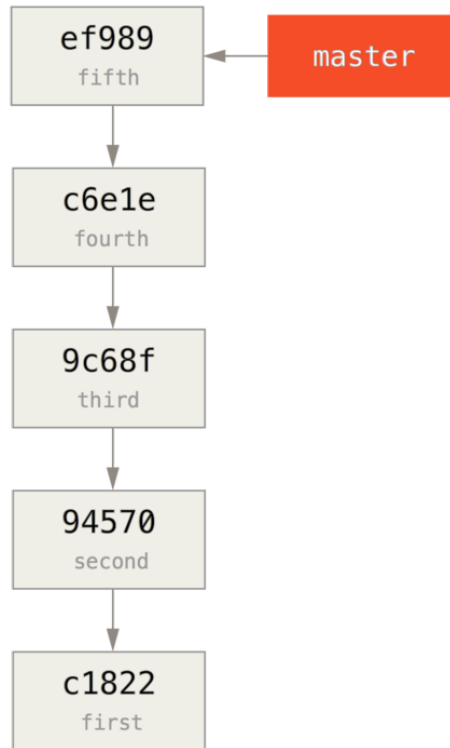 ef989
fifth
master
c6e1e
fourth
9c68f
third
94570
second
c1822
first